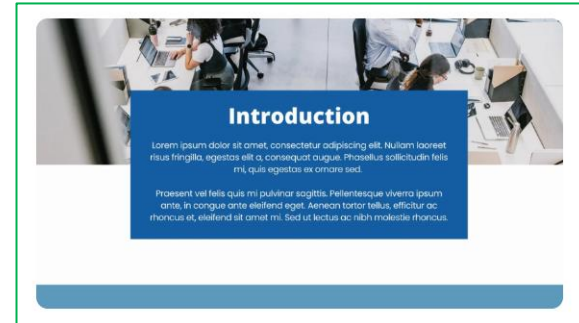 Introduction
Lorem ipsum dolor sit amet, consectetur adipiscing elit. Nullam laoreet
risus fringilla, egestas elit a, consequat augue. Phasellus sollicitudin felis
mi, quis egestas ex ornare sed.
Praesent vel felis quis mi pulvinar sagittis. Pellentesque viverra ipsum
ante, in congue ante eleifend eget. Aenean tortor tellus, efficitur ac
rhoncus et, eleifend sit amet mi. Sed ut lectus ac nibh molestie rhoncus.